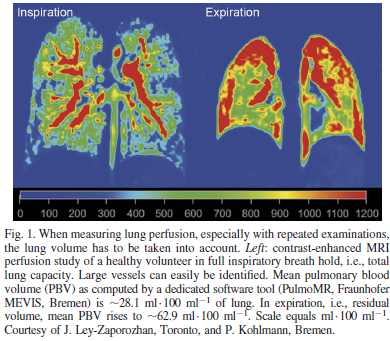 Inspiration
Expiration
0 100 200 300 400 500 600 700 800 900 1000 1100 1200
Fig. 1. When measuring lung perfusion, especially with repeated examinations,
the lung volume has to be taken into account. Left: contrast-enhanced MRI
perfusion study of a healthy volunteer in full inspiratory breath hold, i.e., total
lung capacity. Large vessels can easily be identified. Mean pulmonary blood
volume (PBV) as computed by a dedicated software tool (PulmoMR, Fraunhofer
MEVIS, Bremen) is ~28.1 ml·100 ml⁻¹ of lung. In expiration, i.e., residual
volume, mean PBV rises to ~62.9 ml·100 ml⁻¹. Scale equals ml·100 ml⁻¹.
Courtesy of J. Ley-Zaporozhan, Toronto, and P. Kohlmann, Bremen.